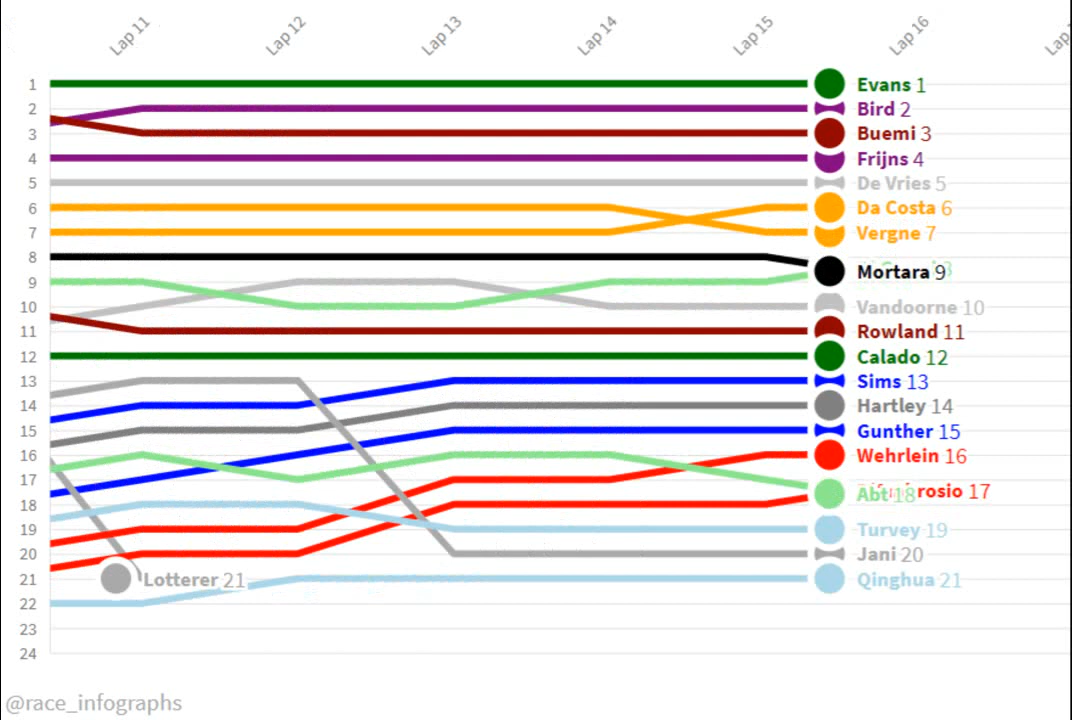 Lap 11 Lap 12 Lap 13 Lap 14 Lap 15 Lap 16 Lap
1 Evans 1
2 Bird 2
3 Buemi 3
4 Frijns 4
5 De Vries 5
6 Da Costa 6
7 Vergne 7
8
Mortara 9
9
10 Vandoorne 10
11 Rowland 11
12 Calado 12
13 Sims 13
14 Hartley 14
15 Gunther 15
16 Wehrlein 16
17
Abt 18 rosio 17
18
19 Turvey 19
20 Jani 20
21 Lotterer 21 Qinghua 21
22
23
24
@race_infographs